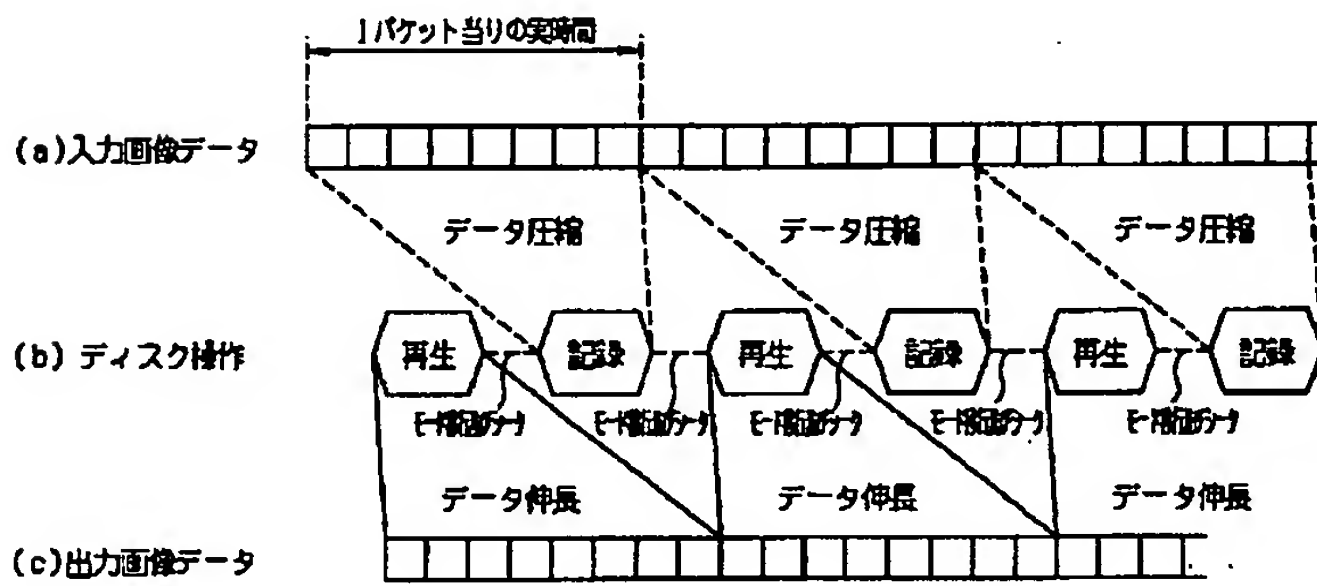 1パケット当りの実時間
(a)入力画像データ
データ圧縮 データ圧縮 データ圧縮
(b)ディスク操作
再生 記録 再生 記録 再生 記録
データ伸長 データ伸長 データ伸長
(c)出力画像データ